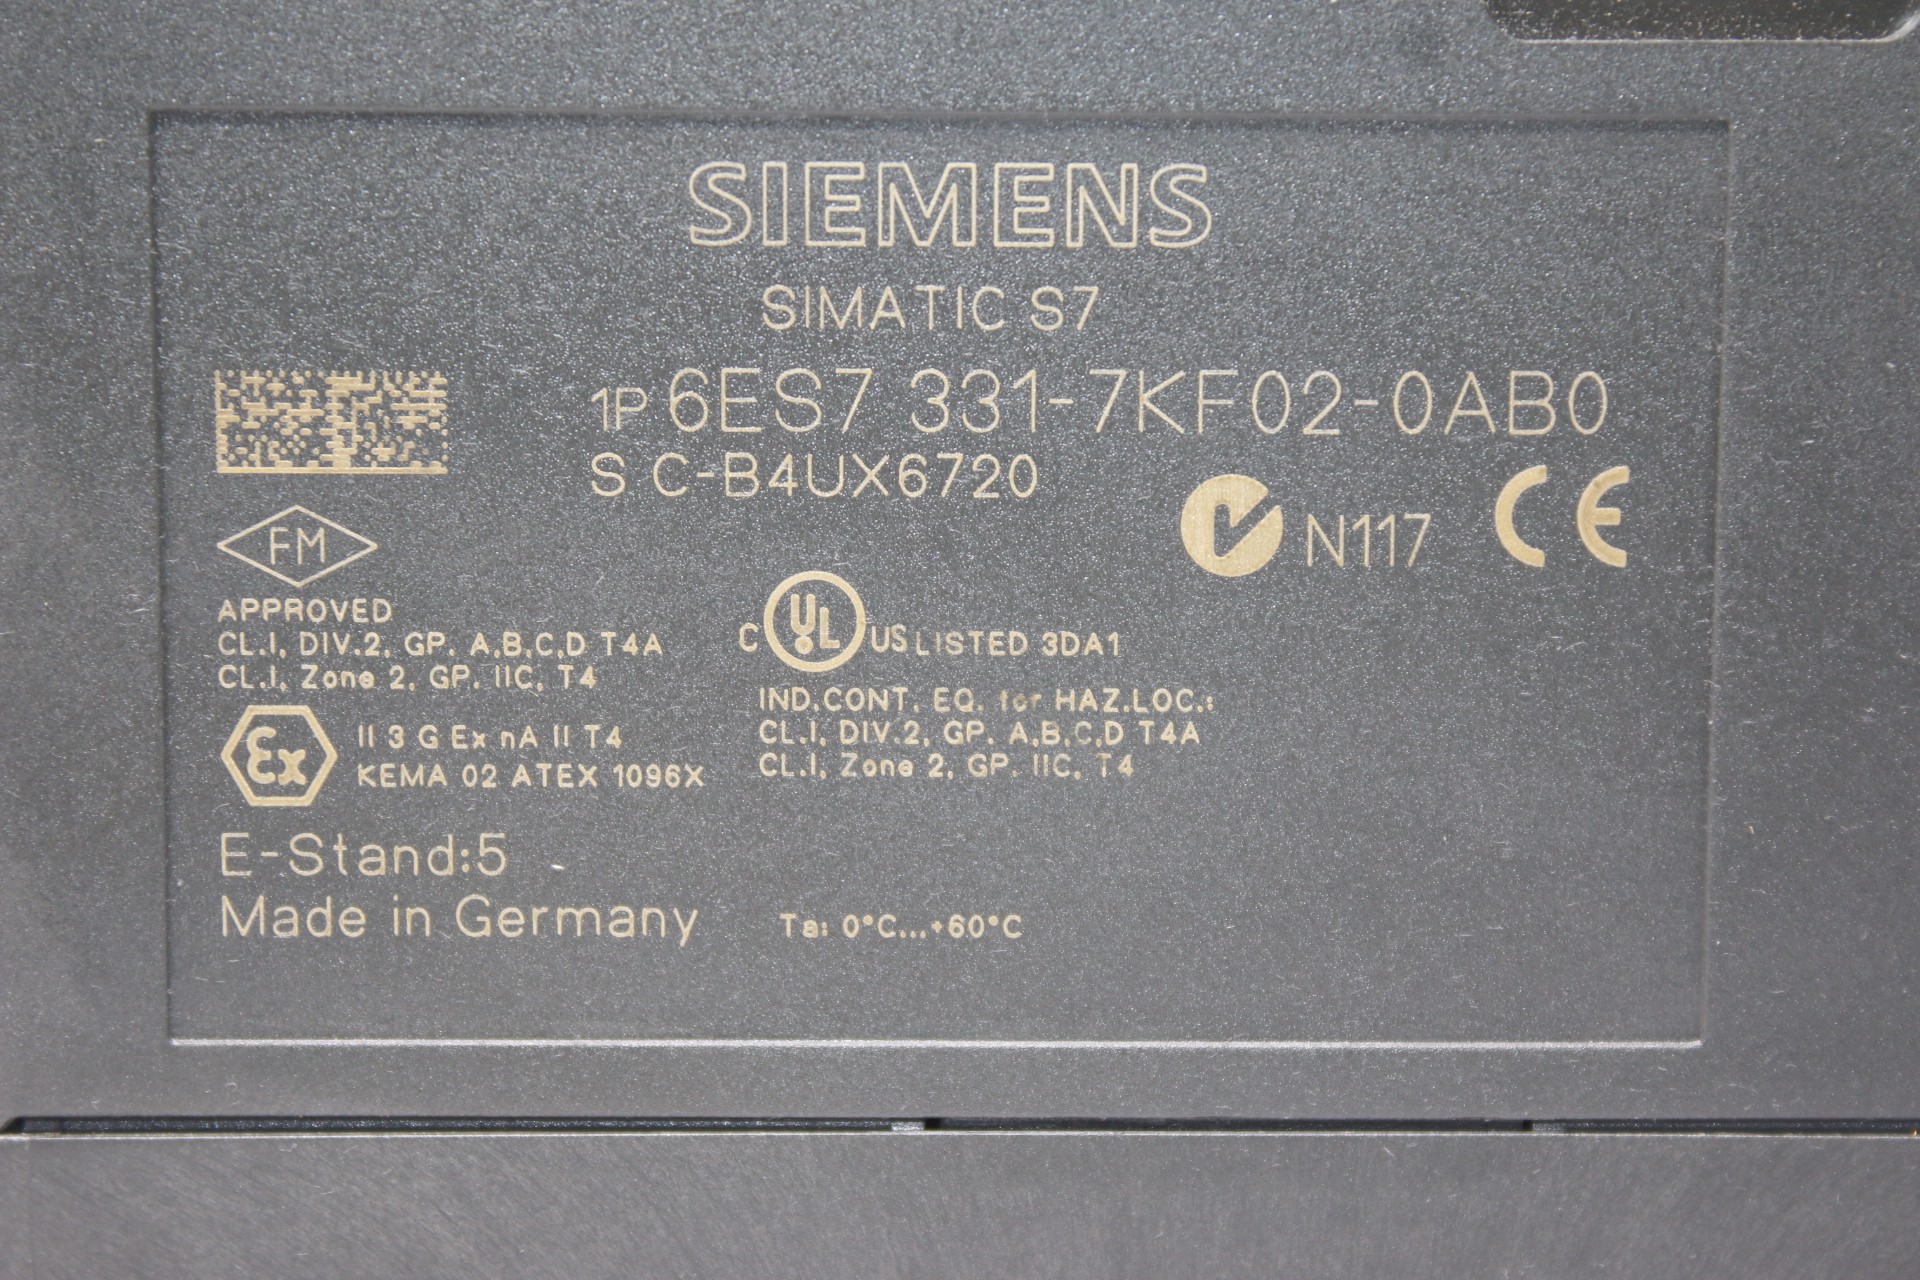 SIEMENS
SIMATIC S7
1P 6ES7 331-7KF02-0AB0
S C-B4UX6720
N117 CE
FM
APPROVED
CL.I, DIV.2, GP. A,B,C,D T4A
CL.I, Zone 2, GP. IIC, T4
C UL US LISTED 3DA1
IND.CONT. EQ. for HAZ.LOC.:
CL.I, DIV.2, GP. A,B,C,D T4A
CL.I, Zone 2, GP. IIC, T4
Ex II 3 G Ex nA II T4
KEMA 02 ATEX 1096X
E-Stand:5
Made in Germany
Ta: 0°C...+60°C